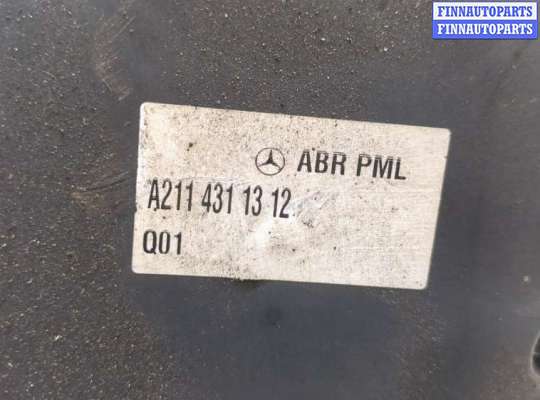 FINNAUTOPARTS
FINNAUTOPARTS
ABR PML
A211 431 13 12
Q01